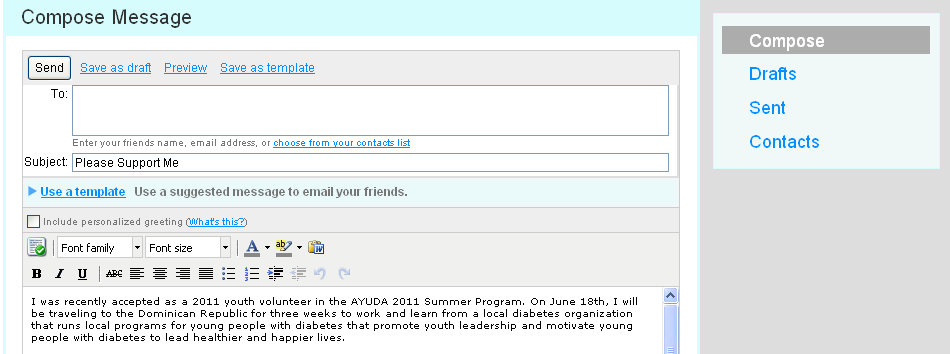 Compose Message
Send Save as draft Preview Save as template
To:
Enter your friends name, email address, or choose from your contacts list
Subject: Please Support Me
Use a template Use a suggested message to email your friends.
Include personalized greeting (What's this?)
Font family Font size A ab
B I U ABC
I was recently accepted as a 2011 youth volunteer in the AYUDA 2011 Summer Program. On June 18th, I will
be traveling to the Dominican Republic for three weeks to work and learn from a local diabetes organization
that runs local programs for young people with diabetes that promote youth leadership and motivate young
people with diabetes to lead healthier and happier lives.
Compose
Drafts
Sent
Contacts